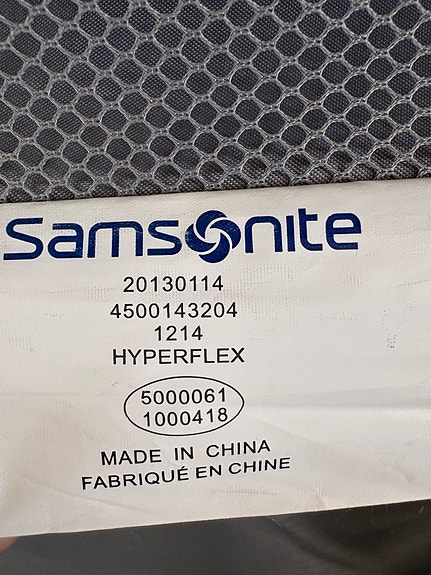 Samsonite
20130114
4500143204
1214
HYPERFLEX
5000061
1000418
MADE IN CHINA
FABRIQUÉ EN CHINE